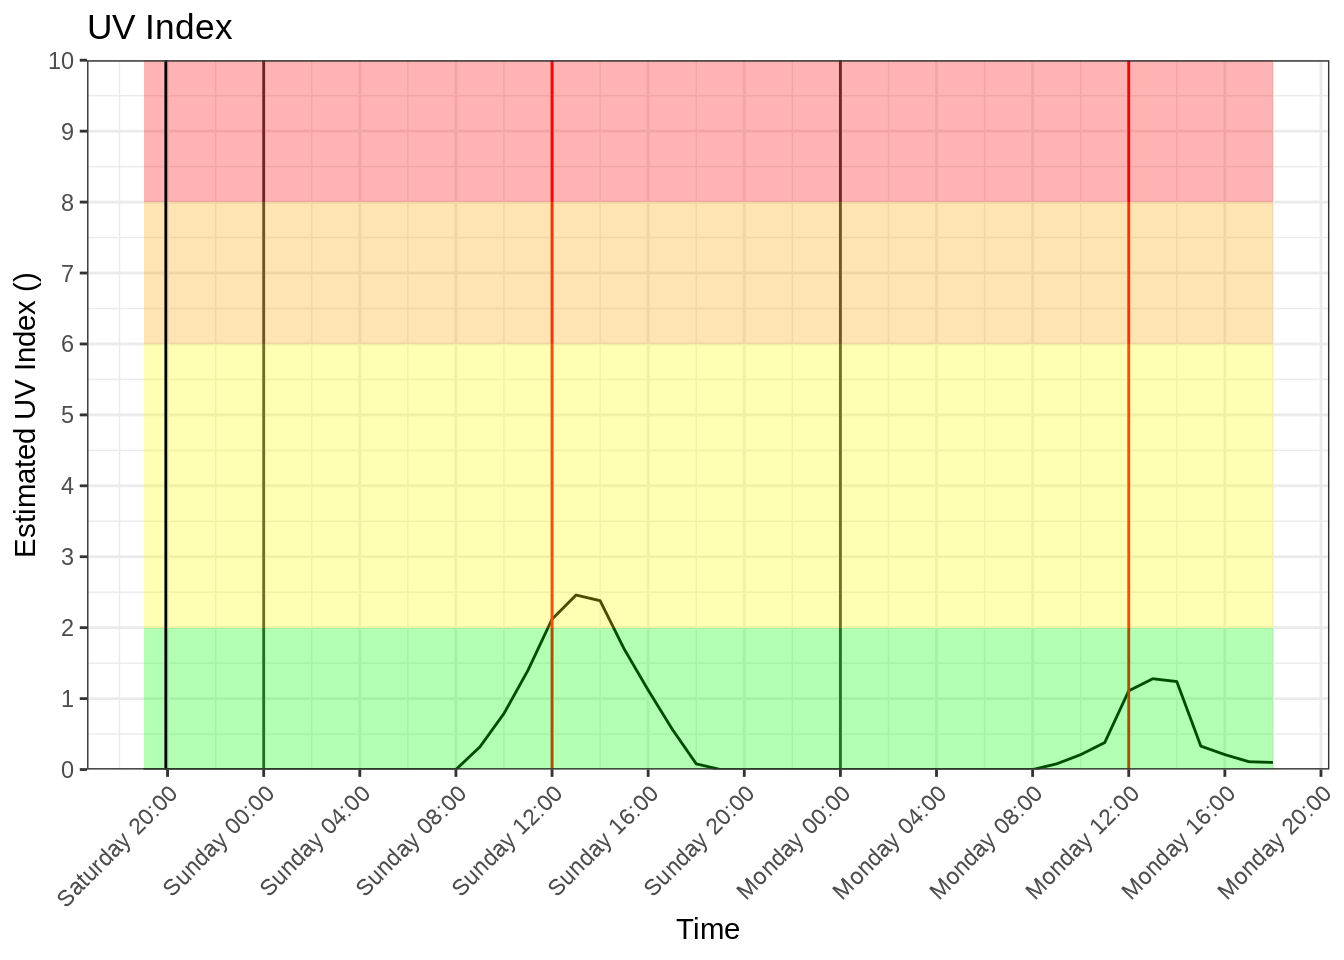 UV Index
Estimated UV Index ()
10
9
8
7
6
5
4
3
2
1
0
Saturday 20:00
Sunday 00:00
Sunday 04:00
Sunday 08:00
Sunday 12:00
Sunday 16:00
Sunday 20:00
Monday 00:00
Monday 04:00
Monday 08:00
Monday 12:00
Monday 16:00
Monday 20:00
Time